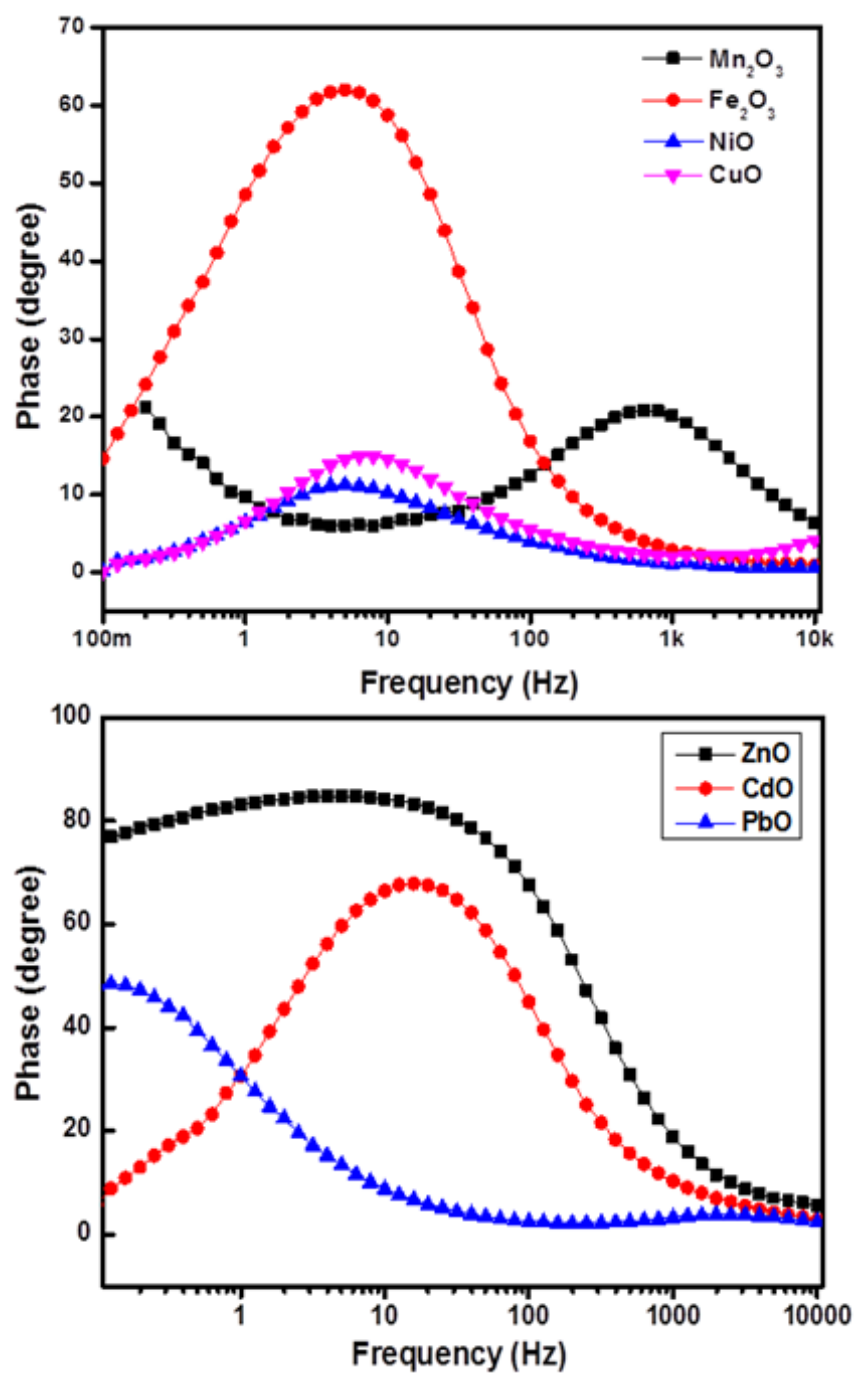 70
60
50
40
30
20
10
0
Phase (degree)
Mn₂O₃
Fe₂O₃
NiO
CuO
100m 1 10 100 1k 10k
Frequency (Hz)
100
80
60
40
20
0
Phase (degree)
ZnO
CdO
PbO
1 10 100 1000 10000
Frequency (Hz)